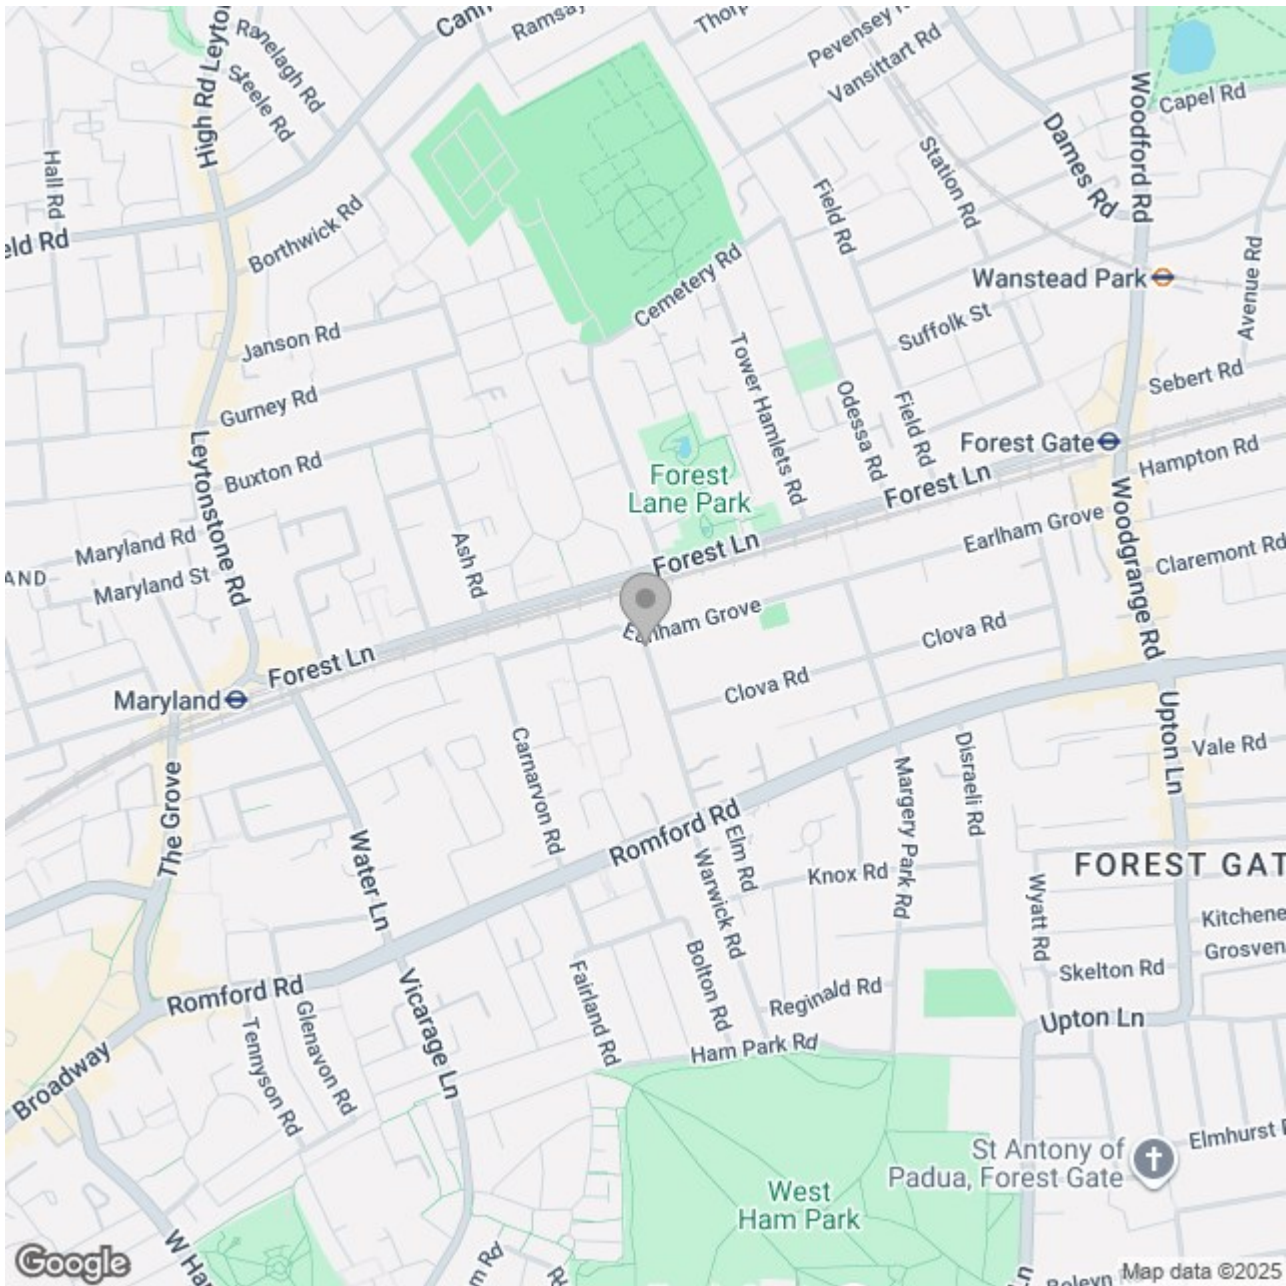 Cann
Ramsay
Thorp
Pevensey R
Vansittart Rd
Ranelagh Rd
Steele Rd
High Rd Leyto
Woodford Rd
Capel Rd
Dames Rd
Station Rd
Hall Rd
Field Rd
Borthwick Rd
eld Rd
Cemetery Rd
Wanstead Park
Avenue Rd
Suffolk St
Janson Rd
Tower Hamlets Rd
Sebert Rd
Gurney Rd
Odessa Rd
Field Rd
Forest Gate
Hampton Rd
Leytonstone Rd
Buxton Rd
Forest
Lane Park
Forest Ln
Woodgrange Rd
Earlham Grove
Maryland Rd
Claremont Rd
AND
Maryland St
Ash Rd
Forest Ln
Earlham Grove
Clova Rd
Forest Ln
Clova Rd
Maryland
Upton Ln
Vale Rd
Carnarvon Rd
Disraeli Rd
Margery Park Rd
The Grove
Romford Rd
Water Ln
Elm Rd
Warwick Rd
Knox Rd
FOREST GAT
Wyatt Rd
Kitchene
Grosven
Bolton Rd
Skelton Rd
Romford Rd
Vicarage Ln
Fairland Rd
Reginald Rd
Upton Ln
Glenavon Rd
Tennyson Rd
Ham Park Rd
Broadway
Elmhurst R
St Antony of
Padua, Forest Gate
West
Ham Park
W Ha
m Rd
Ln
Boleyn
Google
Map data ©2025